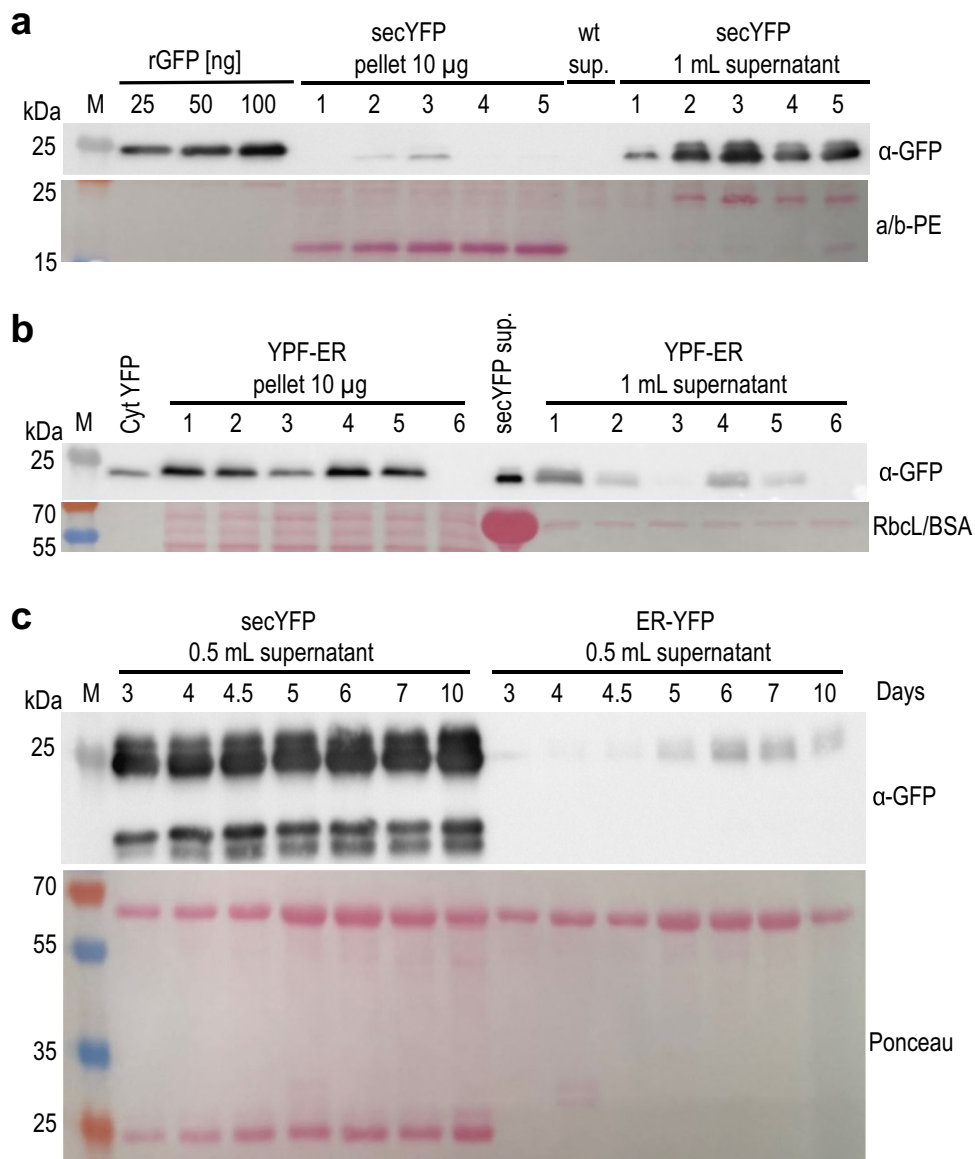 a
rGFP [ng]
secYFP
pellet 10 µg
wt
sup.
secYFP
1 mL supernatant
kDa
M 25 50 100 1 2 3 4 5 1 2 3 4 5
25
α-GFP
25
a/b-PE
15
b
Cyt YFP
YPF-ER
pellet 10 µg
secYFP sup.
YPF-ER
1 mL supernatant
kDa
M 1 2 3 4 5 6 1 2 3 4 5 6
25
α-GFP
70
RbcL/BSA
55
c
secYFP
0.5 mL supernatant
ER-YFP
0.5 mL supernatant
kDa
M 3 4 4.5 5 6 7 10 3 4 4.5 5 6 7 10 Days
25
α-GFP
70
55
35
Ponceau
25